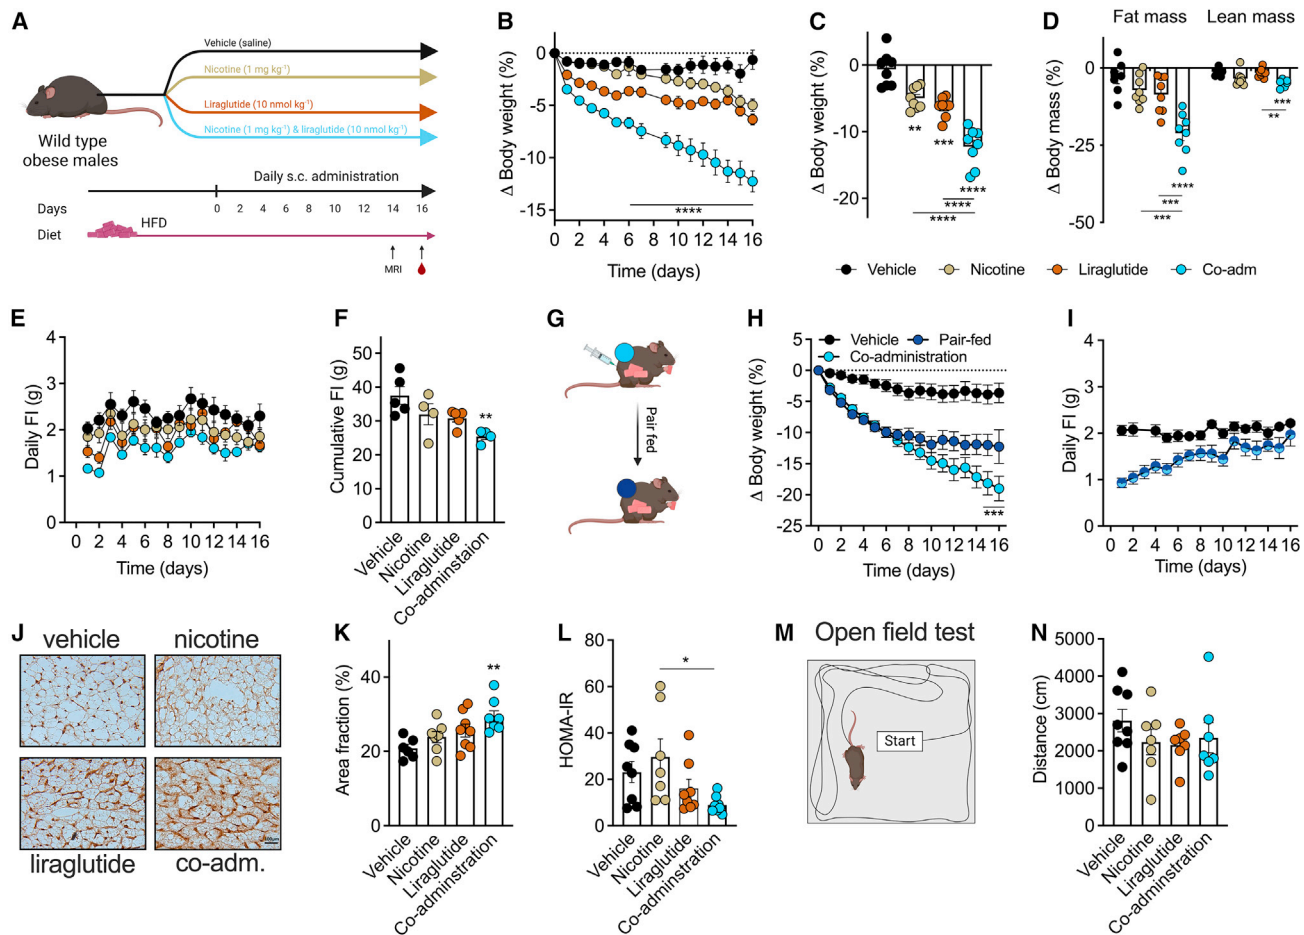 A
Vehicle (saline)
Nicotine (1 mg kg⁻¹)
Liraglutide (10 nmol kg⁻¹)
Nicotine (1 mg kg⁻¹) & liraglutide (10 nmol kg⁻¹)
Wild type
obese males
Daily s.c. administration
Days
0 2 4 6 8 10 12 14 16
Diet
HFD
MRI
B
Δ Body weight (%)
0
-5
-10
-15
****
0 2 4 6 8 10 12 14 16
Time (days)
C
Δ Body weight (%)
0
-10
-20
**
***
****
****
****
D
Fat mass
Lean mass
Δ Body mass (%)
0
-25
-50
****
***
***
***
**
Vehicle
Nicotine
Liraglutide
Co-adm
E
Daily FI (g)
4
3
2
1
0
0 2 4 6 8 10 12 14 16
Time (days)
F
Cumulative FI (g)
50
40
30
20
10
0
**
Vehicle
Nicotine
Liraglutide
Co-adminstaion
G
Pair fed
H
Vehicle
Pair-fed
Co-administration
Δ Body weight (%)
5
0
-5
-10
-15
-20
-25
***
0 2 4 6 8 10 12 14 16
Time (days)
I
Daily FI (g)
4
3
2
1
0
0 2 4 6 8 10 12 14 16
Time (days)
J
vehicle
nicotine
liraglutide
co-adm.
K
Area fraction (%)
40
20
0
**
Vehicle
Nicotine
Liraglutide
Co-adminstration
L
HOMA-IR
80
60
40
20
0
*
Vehicle
Nicotine
Liraglutide
Co-adminstration
M
Open field test
Start
N
Distance (cm)
5000
4000
3000
2000
1000
0
Vehicle
Nicotine
Liraglutide
Co-adminstration